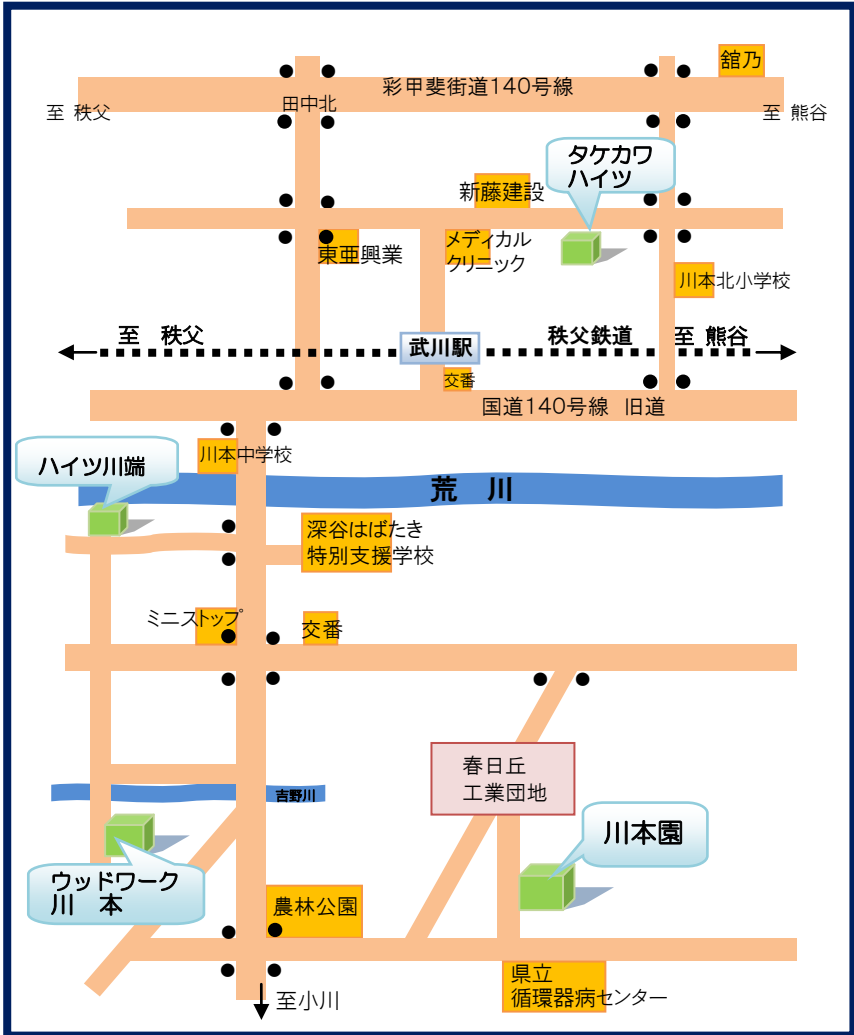 舘乃
彩甲斐街道140号線
田中北
至 秩父
至 熊谷
タケカワ
ハイツ
新藤建設
東亜興業
メディカル
クリニック
川本北小学校
至 秩父
武川駅
秩父鉄道
至 熊谷
交番
国道140号線 旧道
川本中学校
ハイツ川端
荒 川
深谷はばたき
特別支援学校
ミニストップ
交番
春日丘
工業団地
吉野川
川本園
ウッドワーク
川 本
農林公園
県立
循環器病センター
至小川